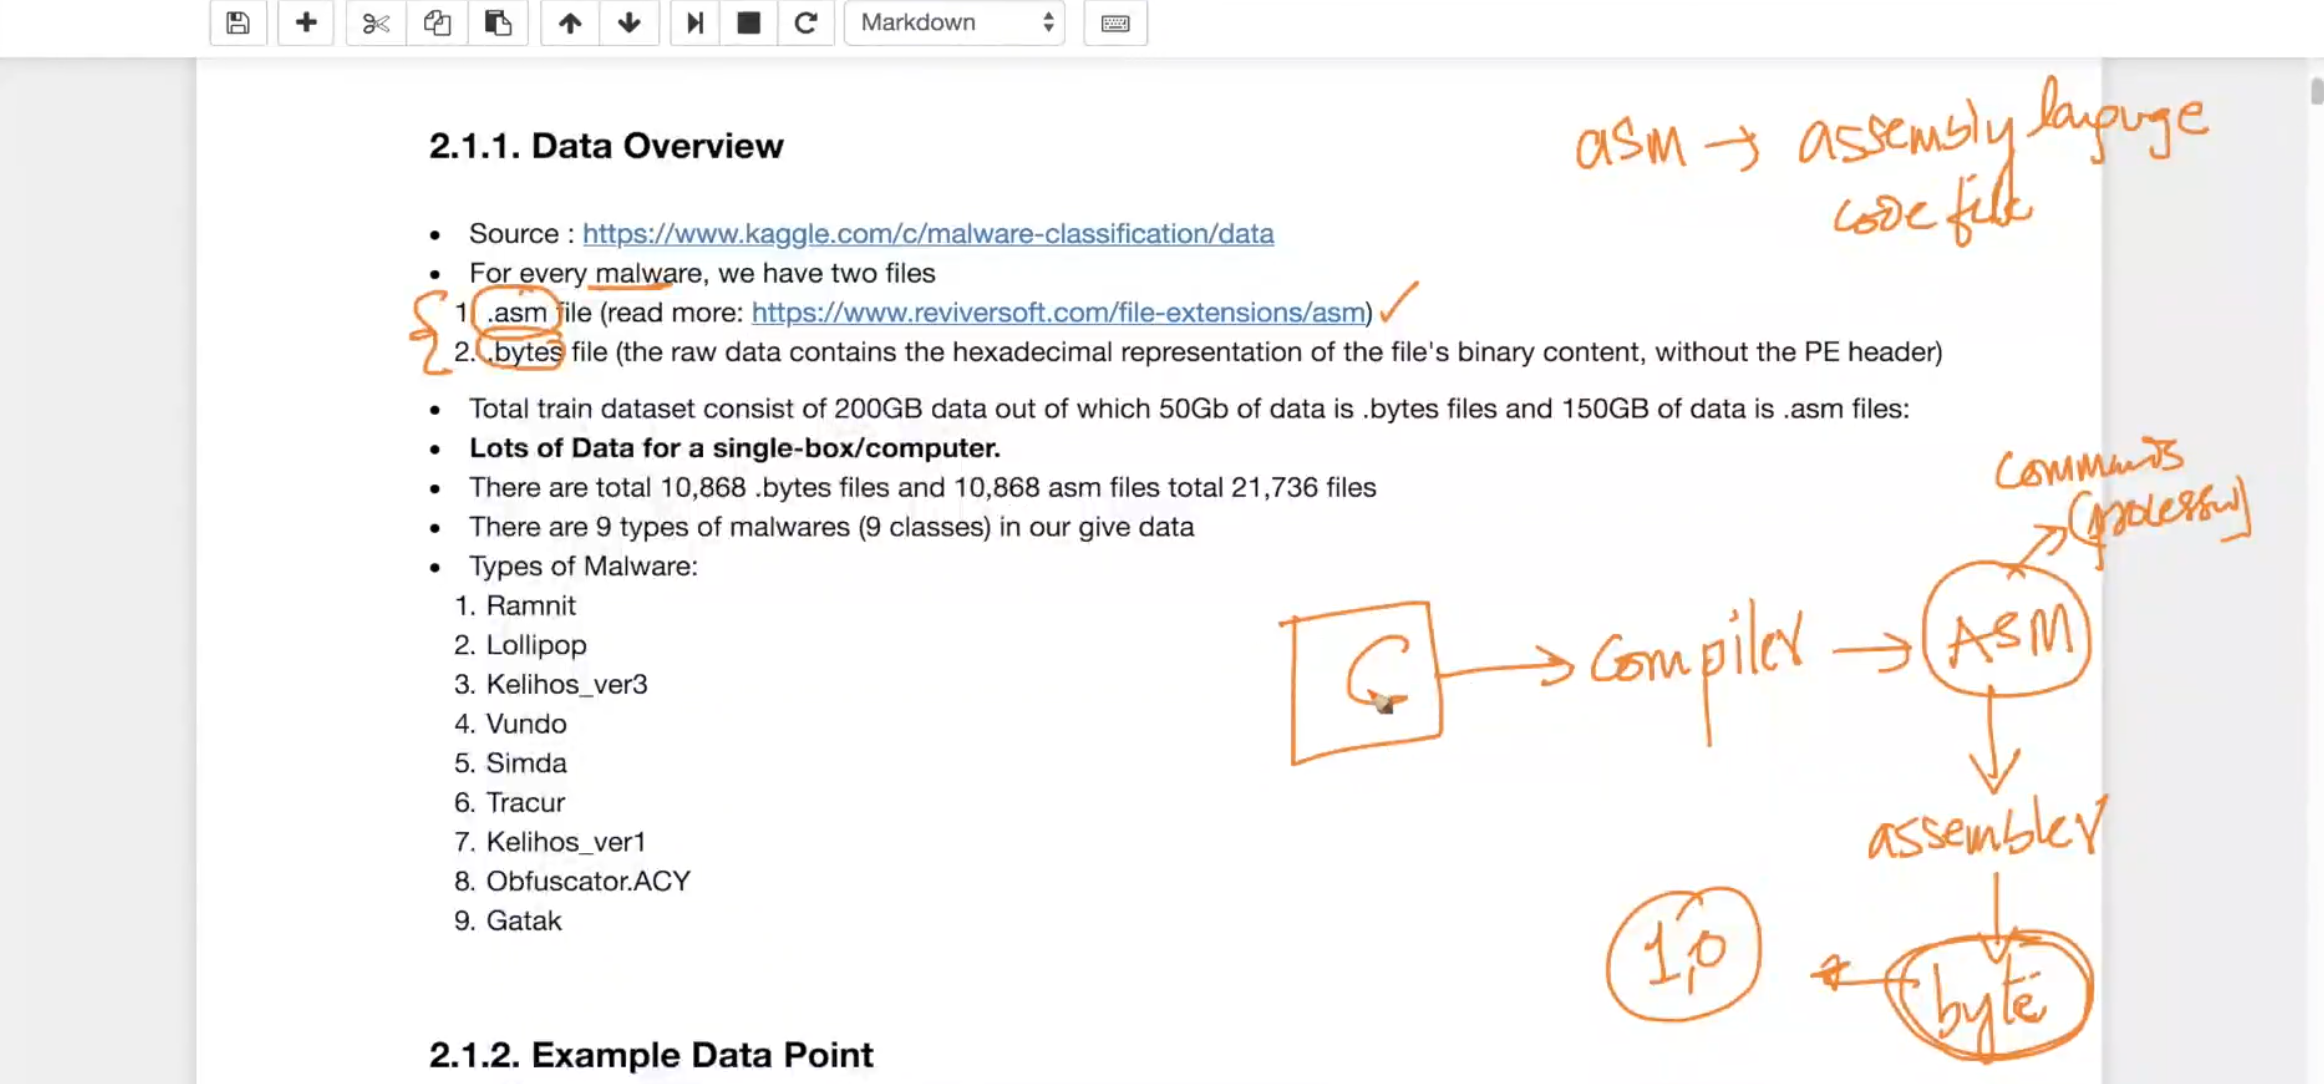 Markdown
asm → assembly language
code file
2.1.1. Data Overview
• Source : https://www.kaggle.com/c/malware-classification/data
• For every malware, we have two files
1. .asm file (read more: https://www.reviversoft.com/file-extensions/asm) ✓
2. .bytes file (the raw data contains the hexadecimal representation of the file's binary content, without the PE header)
• Total train dataset consist of 200GB data out of which 50Gb of data is .bytes files and 150GB of data is .asm files:
• Lots of Data for a single-box/computer.
• There are total 10,868 .bytes files and 10,868 asm files total 21,736 files
• There are 9 types of malwares (9 classes) in our give data
• Types of Malware:
1. Ramnit
2. Lollipop
3. Kelihos_ver3
4. Vundo
5. Simda
6. Tracur
7. Kelihos_ver1
8. Obfuscator.ACY
9. Gatak
commands
(processor)
C → Compiler → ASM
assembler
byte
1,0
2.1.2. Example Data Point